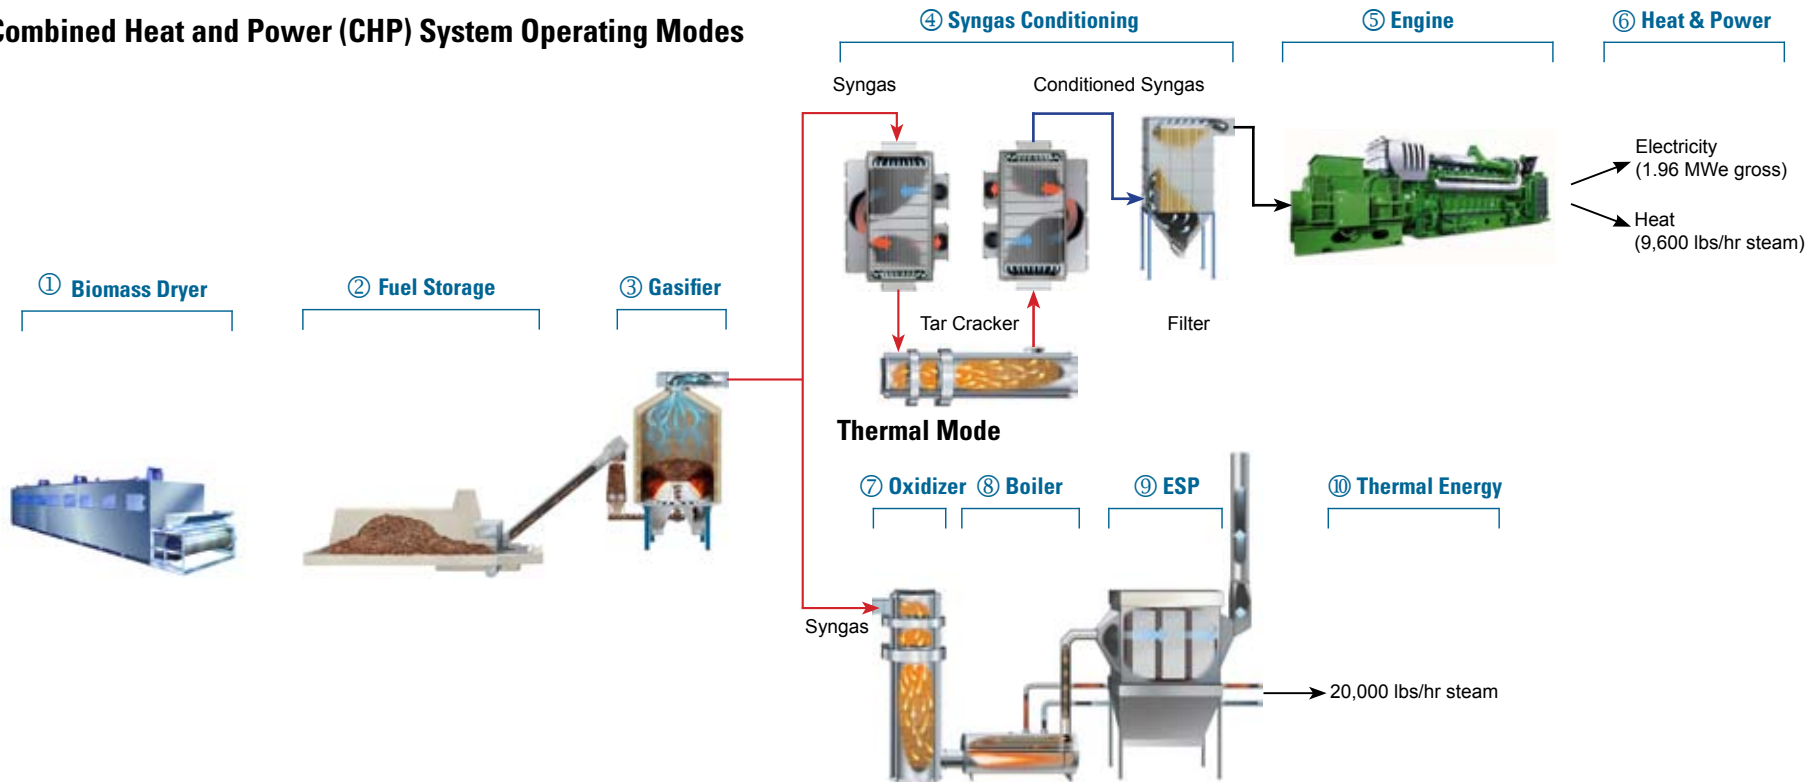 Combined Heat and Power (CHP) System Operating Modes
④ Syngas Conditioning
⑤ Engine
⑥ Heat & Power
Syngas
Conditioned Syngas
Electricity
(1.96 MWe gross)
Heat
(9,600 lbs/hr steam)
① Biomass Dryer
② Fuel Storage
③ Gasifier
Tar Cracker
Filter
Thermal Mode
⑦ Oxidizer
⑧ Boiler
⑨ ESP
⑩ Thermal Energy
Syngas
20,000 lbs/hr steam